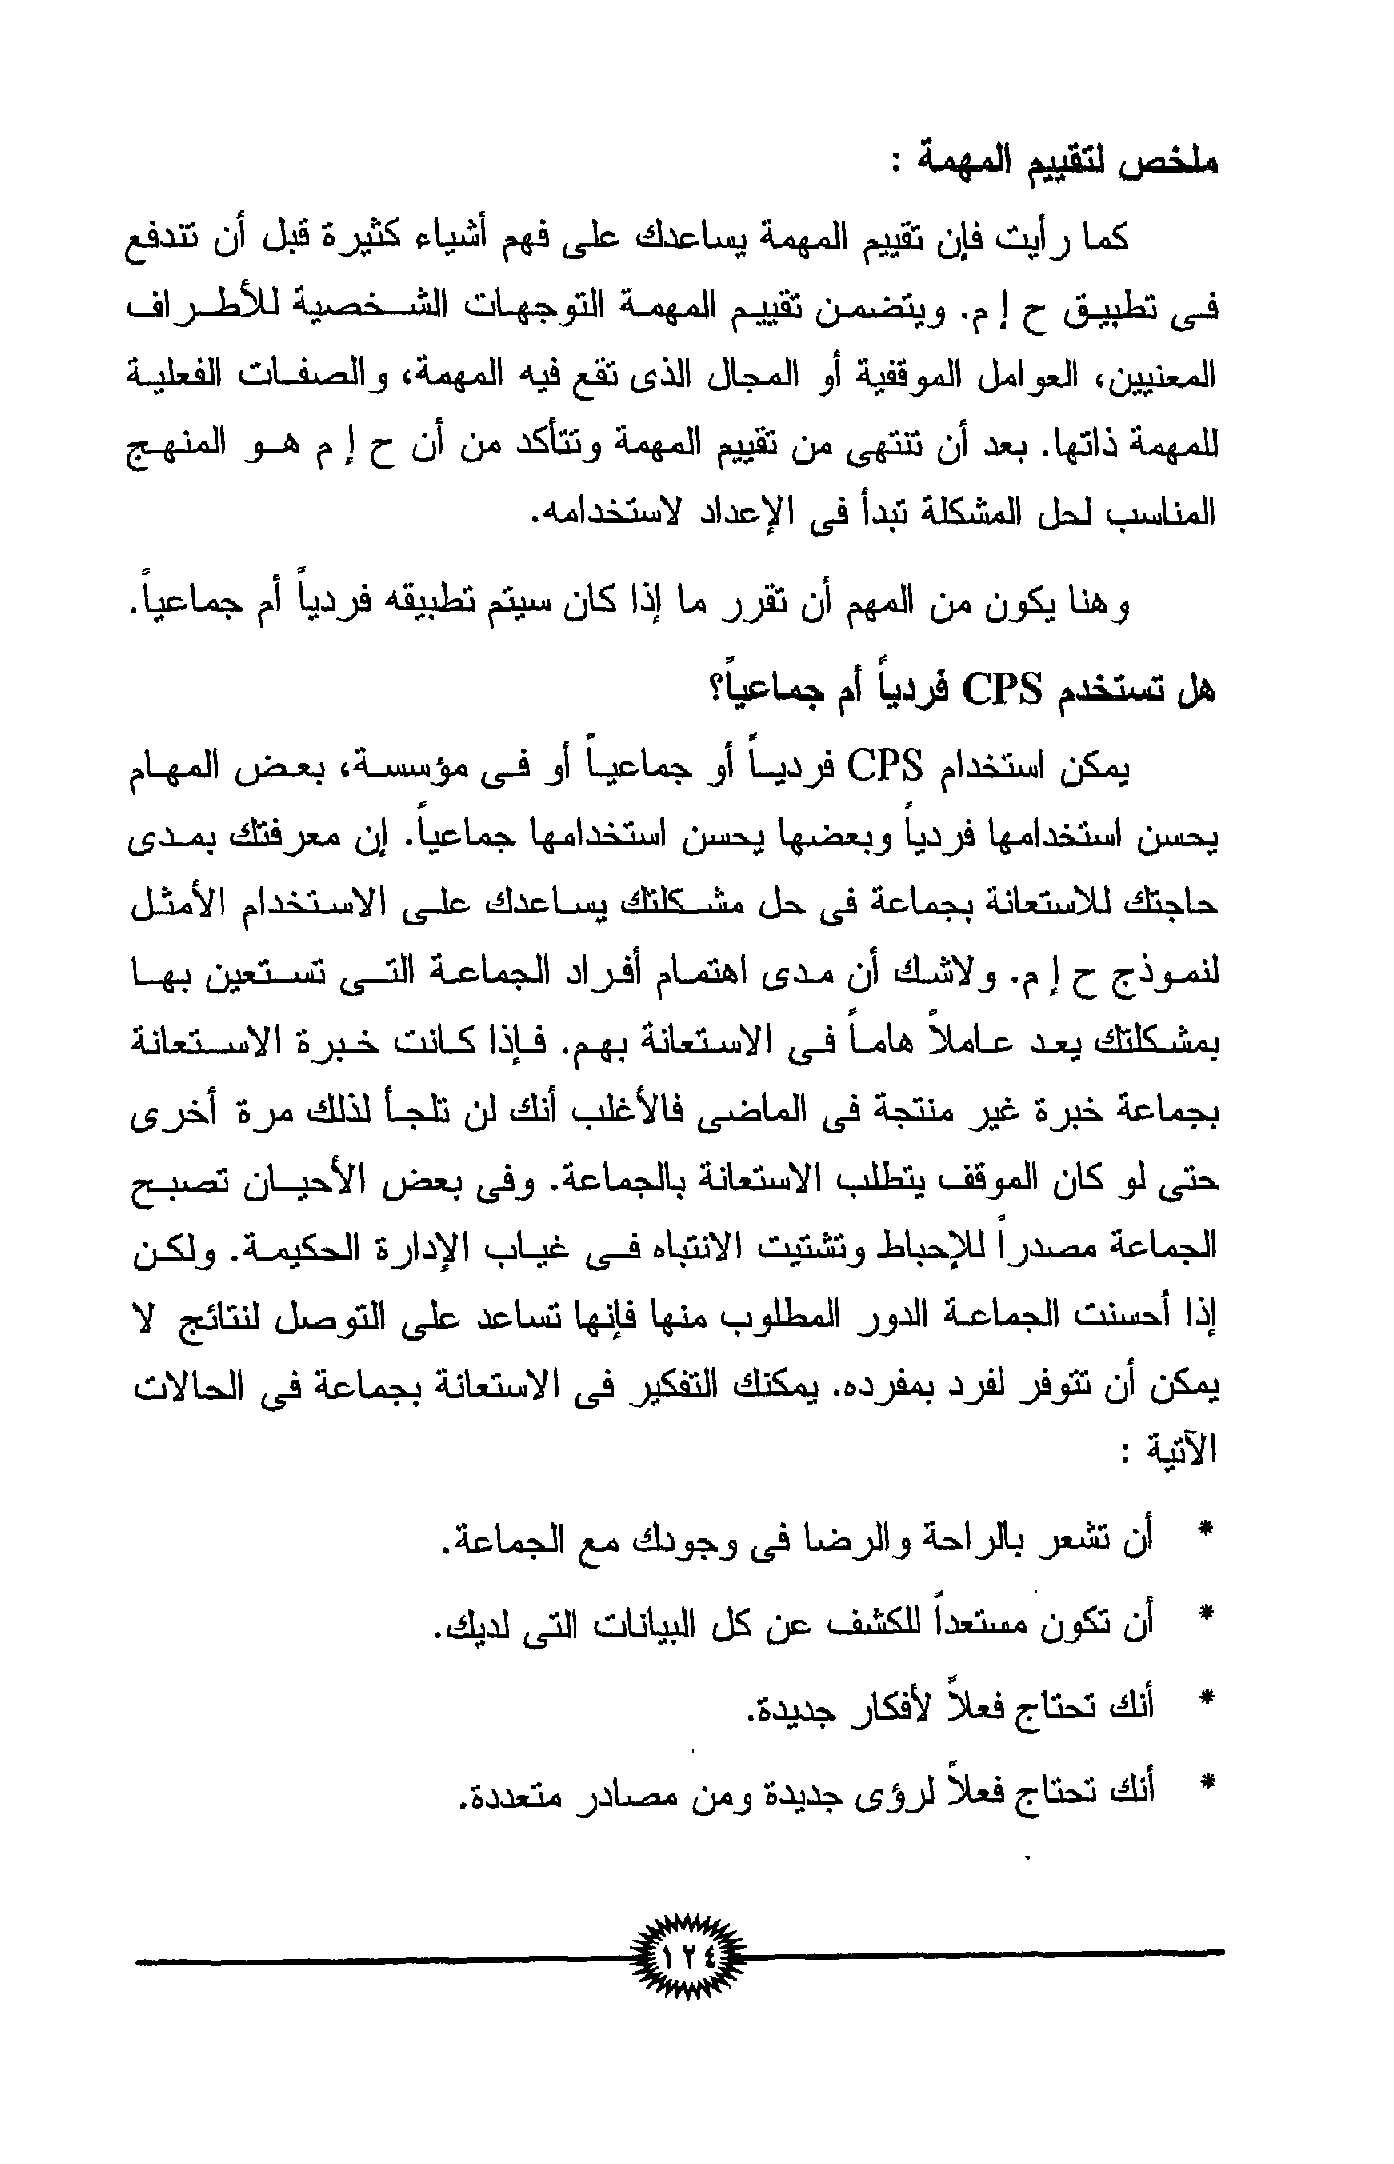 ملخص لتقييم المهمة :
كما رأيت فإن تقييم المهمة يساعدك على فهم أشياء كثيرة قبل أن تندفع
فى تطبيق ح إ م. ويتضمن تقييم المهمة التوجهات الشخصية للأطراف
المعنيين، العوامل الموقفية أو المجال الذى تقع فيه المهمة، والصفات الفعلية
للمهمة ذاتها. بعد أن تنتهى من تقييم المهمة وتتأكد من أن ح إ م هو المنهج
المناسب لحل المشكلة تبدأ فى الإعداد لاستخدامه.
وهنا يكون من المهم أن تقرر ما إذا كان سيتم تطبيقه فردياً أم جماعياً.
هل تستخدم CPS فردياً أم جماعياً؟
يمكن استخدام CPS فردياً أو جماعياً أو فى مؤسسة، بعض المهام
يحسن استخدامها فردياً وبعضها يحسن استخدامها جماعياً. إن معرفتك بمدى
حاجتك للاستعانة بجماعة فى حل مشكلتك يساعدك على الاستخدام الأمثل
لنموذج ح إ م. ولاشك أن مدى اهتمام أفراد الجماعة التى تستعين بها
بمشكلتك يعد عاملاً هاماً فى الاستعانة بهم. فإذا كانت خبرة الاستعانة
بجماعة خبرة غير منتجة فى الماضى فالأغلب أنك لن تلجأ لذلك مرة أخرى
حتى لو كان الموقف يتطلب الاستعانة بالجماعة. وفى بعض الأحيان تصبح
الجماعة مصدراً للإحباط وتشتيت الانتباه فى غياب الإدارة الحكيمة. ولكن
إذا أحسنت الجماعة الدور المطلوب منها فإنها تساعد على التوصل لنتائج لا
يمكن أن تتوفر لفرد بمفرده. يمكنك التفكير فى الاستعانة بجماعة فى الحالات
الآتية :
* أن تشعر بالراحة والرضا فى وجودك مع الجماعة.
* أن تكون مستعداً للكشف عن كل البيانات التى لديك.
* أنك تحتاج فعلاً لأفكار جديدة.
* أنك تحتاج فعلاً لرؤى جديدة ومن مصادر متعددة.
١٢٤